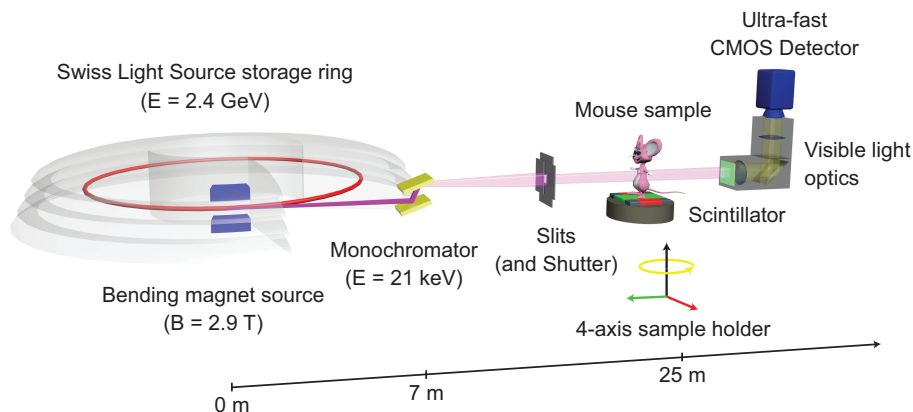 Ultra-fast
CMOS Detector
Swiss Light Source storage ring
(E = 2.4 GeV)
Mouse sample
Visible light
optics
Scintillator
Monochromator
(E = 21 keV)
Slits
(and Shutter)
Bending magnet source
(B = 2.9 T)
4-axis sample holder
0 m
7 m
25 m